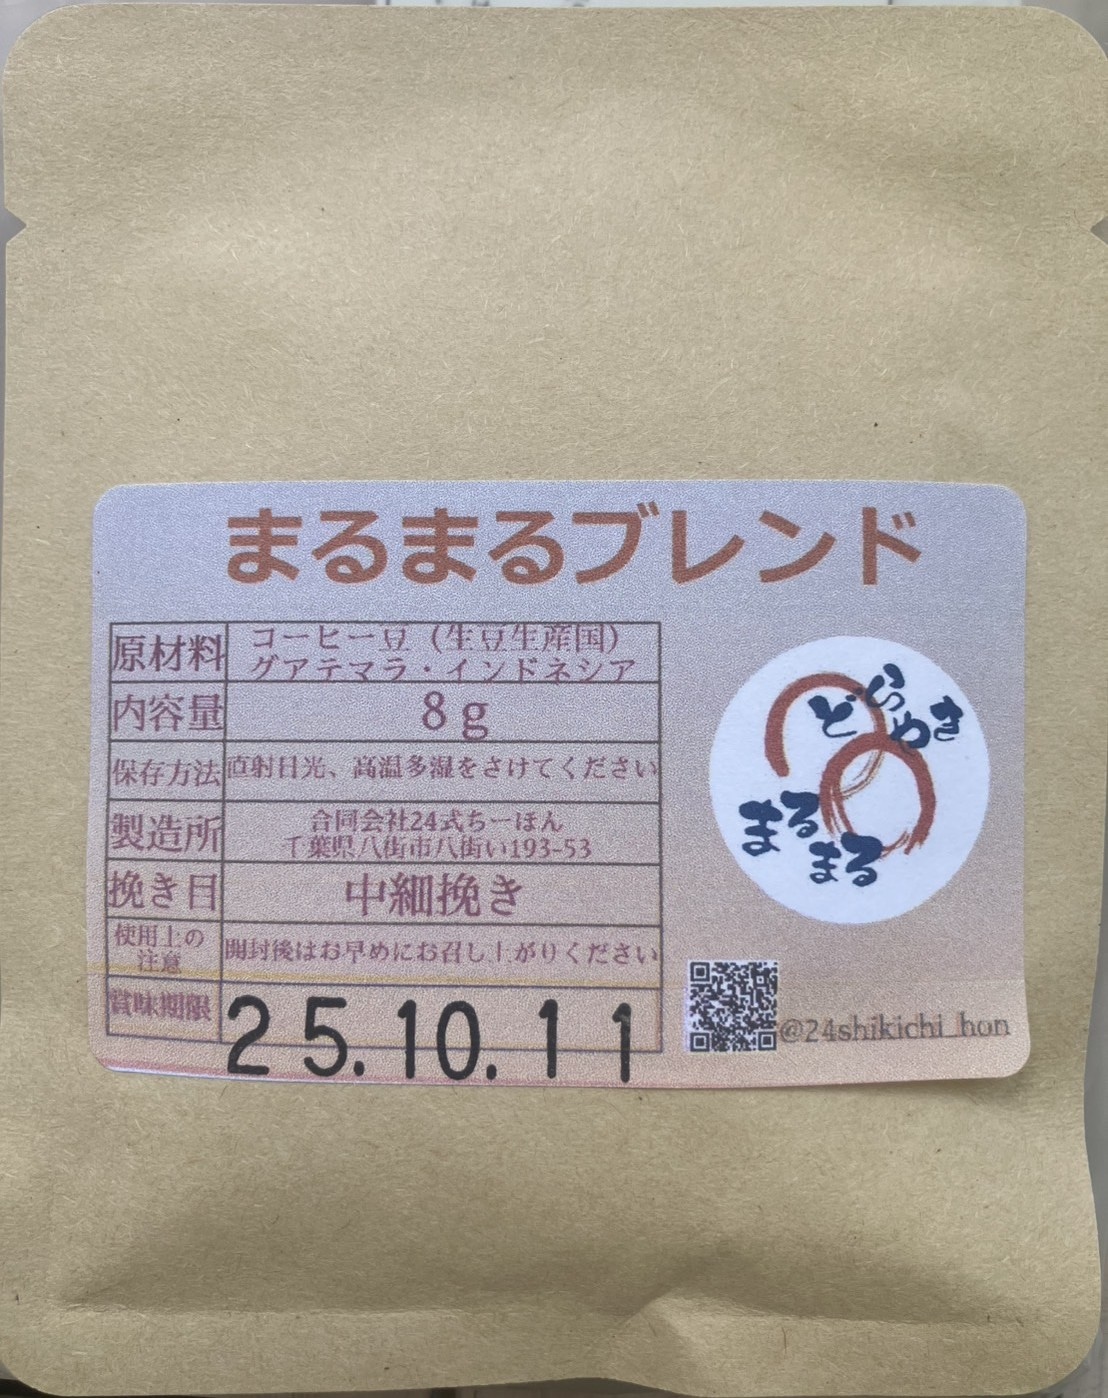 まるまるブレンド
原材料
コーヒー豆（生豆生産国）
グアテマラ・インドネシア
内容量
8g
保存方法
直射日光、高温多湿をさけてください
製造所
合同会社24式ちーほん
千葉県八街市八街い193-53
挽き目
中細挽き
使用上の
注意
開封後はお早めにお召し上がりください
賞味期限
25.10.11
どらやき
まるまる
@24shikichi_hon